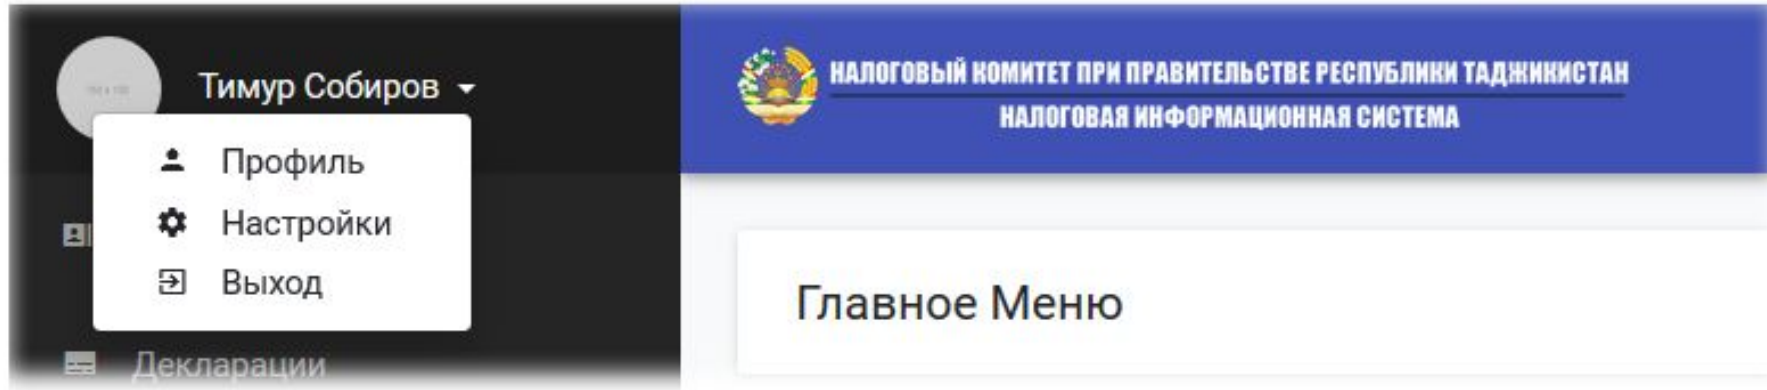 Тимур Собиров
Профиль
Настройки
Выход
Декларации
НАЛОГОВЫЙ КОМИТЕТ ПРИ ПРАВИТЕЛЬСТВЕ РЕСПУБЛИКИ ТАДЖИКИСТАН
НАЛОГОВАЯ ИНФОРМАЦИОННАЯ СИСТЕМА
Главное Меню